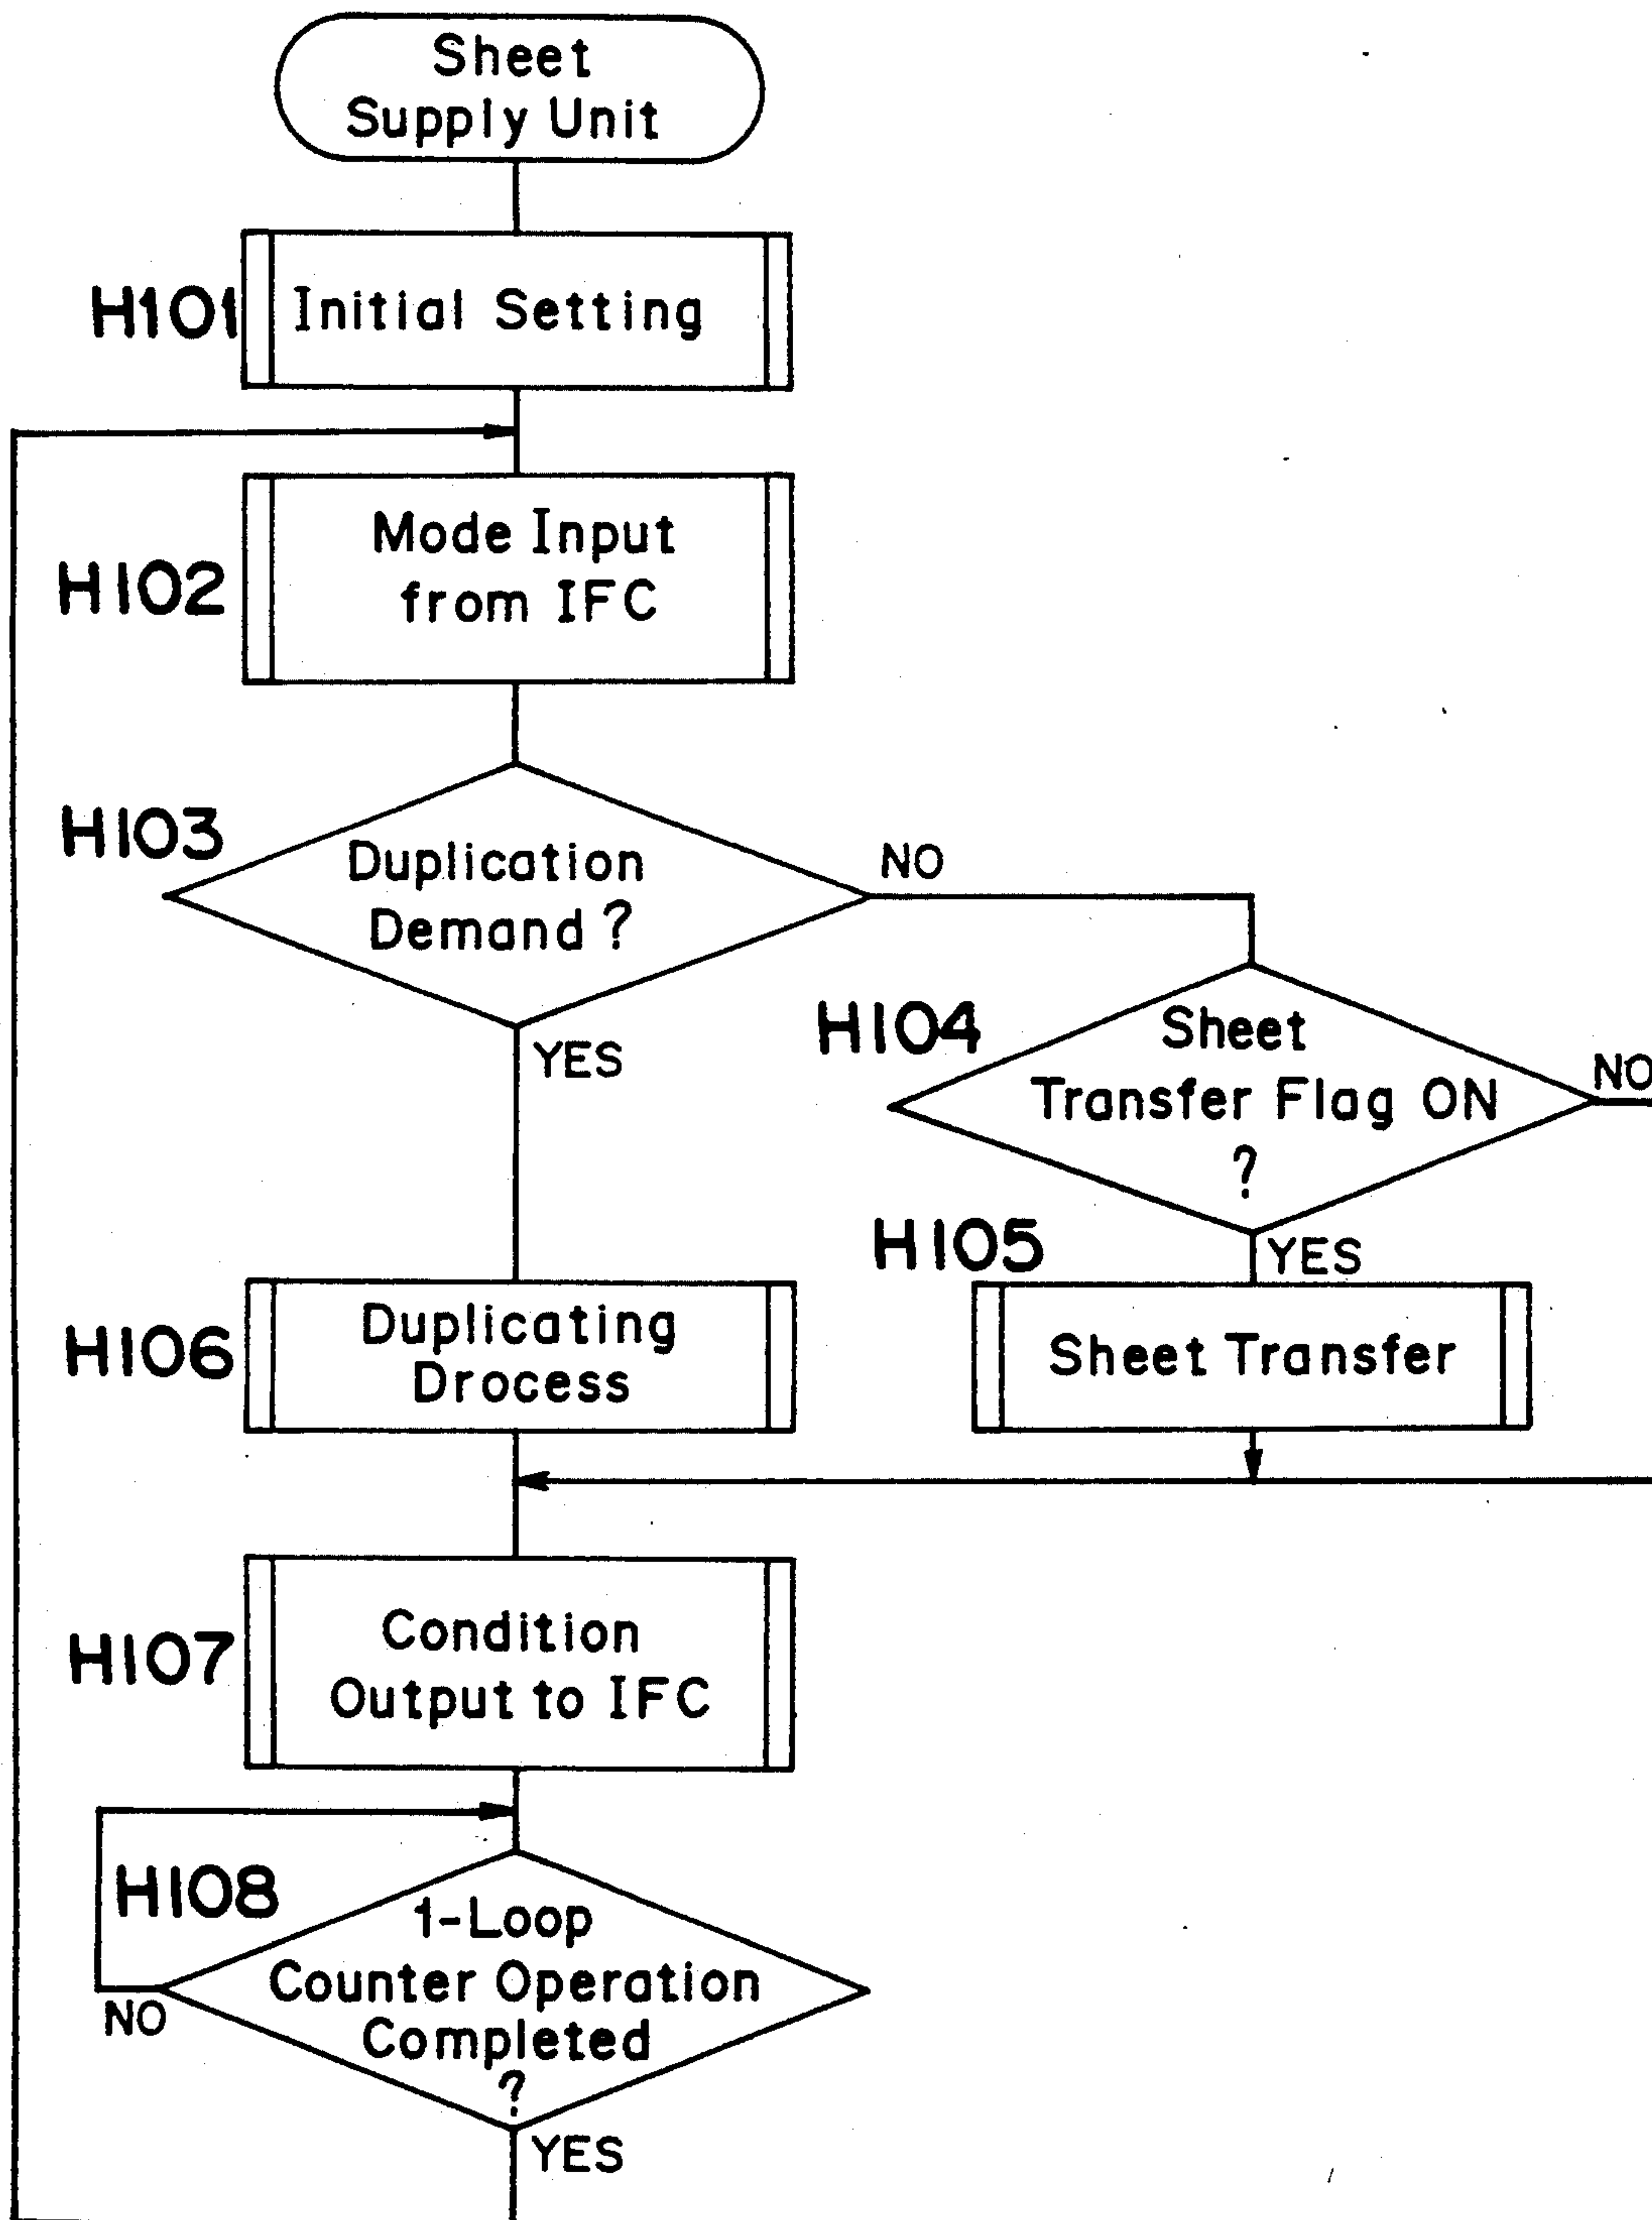 Sheet
Supply Unit
H101
Initial Setting
H102
Mode Input
from IFC
H103
Duplication
Demand ?
NO
YES
H104
Sheet
Transfer Flag ON
?
NO
YES
H105
Sheet Transfer
H106
Duplicating
Drocess
H107
Condition
Output to IFC
H108
1-Loop
Counter Operation
Completed
?
NO
YES